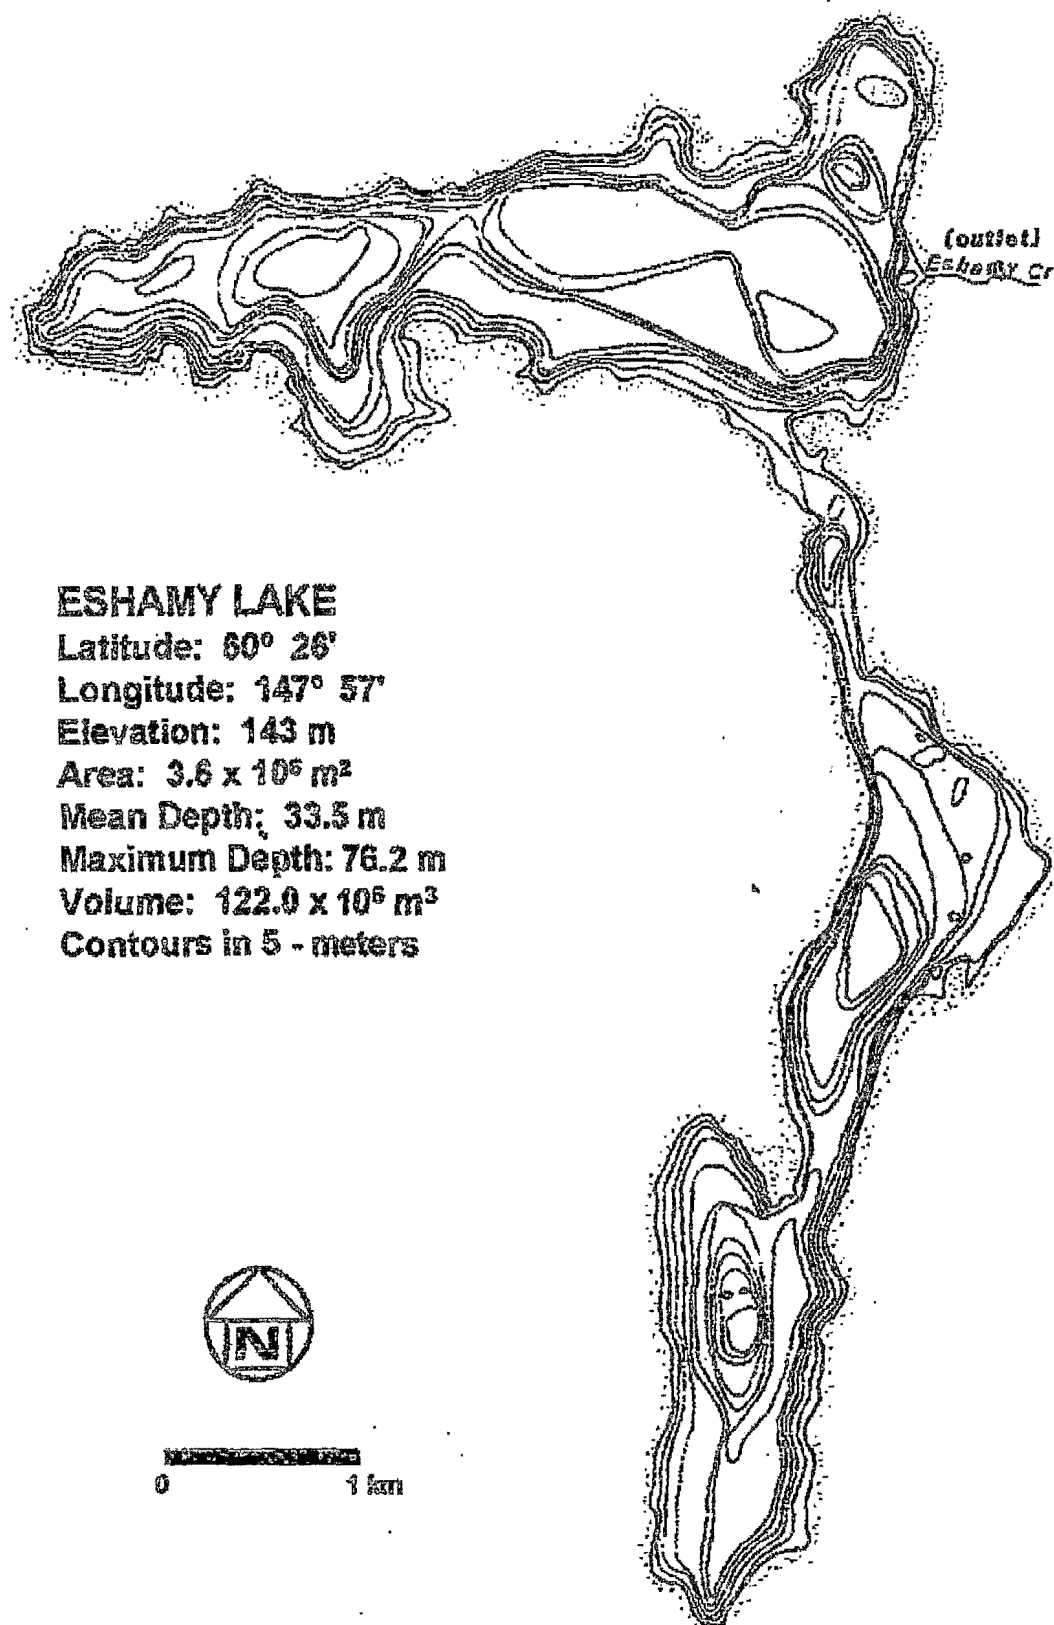 (outlet)
Eshamy Cr
ESHAMY LAKE
Latitude: 60° 26'
Longitude: 147° 57'
Elevation: 143 m
Area: 3.6 x 10⁶ m²
Mean Depth: 33.5 m
Maximum Depth: 76.2 m
Volume: 122.0 x 10⁶ m³
Contours in 5 - meters
N
0 1 km